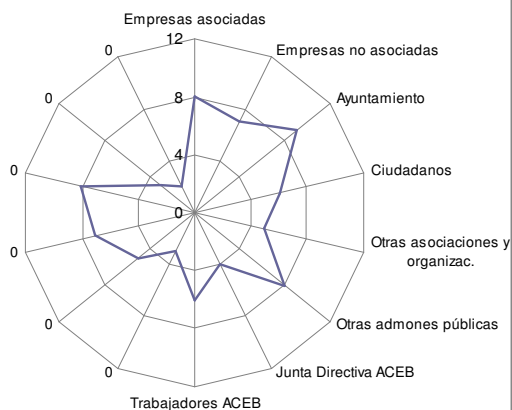 Empresas asociadas
0
12
Empresas no asociadas
0
8
Ayuntamiento
0
4
Ciudadanos
0
0
Otras asociaciones y
organizac.
0
Otras admones públicas
0
Junta Directiva ACEB
Trabajadores ACEB